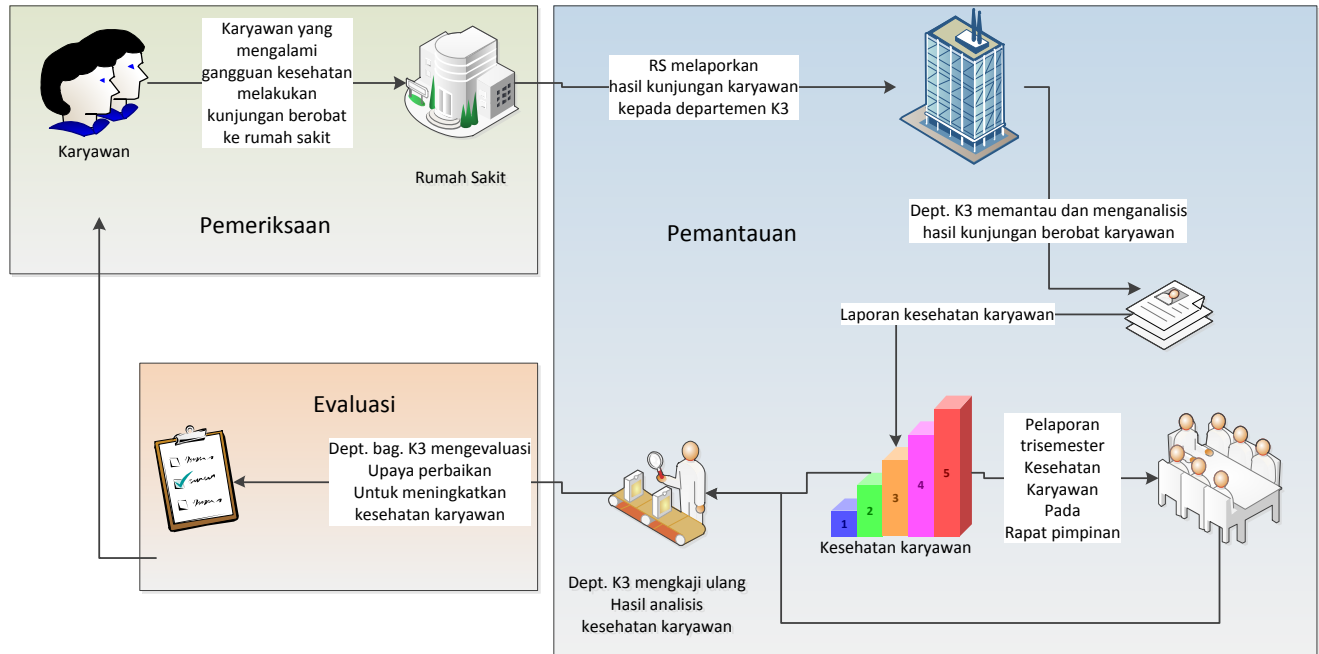 Karyawan yang
mengalami
gangguan kesehatan
melakukan
kunjungan berobat
ke rumah sakit
Karyawan
Rumah Sakit
Pemeriksaan
RS melaporkan
hasil kunjungan karyawan
kepada departemen K3
Pemantauan
Dept. K3 memantau dan menganalisis
hasil kunjungan berobat karyawan
Laporan kesehatan karyawan
1
2
3
4
5
Kesehatan karyawan
Pelaporan
trisemester
Kesehatan
Karyawan
Pada
Rapat pimpinan
Dept. K3 mengkaji ulang
Hasil analisis
kesehatan karyawan
Evaluasi
Dept. bag. K3 mengevaluasi
Upaya perbaikan
Untuk meningkatkan
kesehatan karyawan